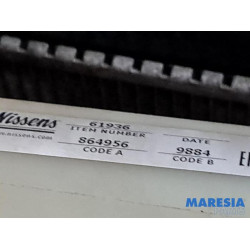 Nissens
61936
ITEM NUMBER
DATE
864956
9884
CODE A
CODE B
MARESIA